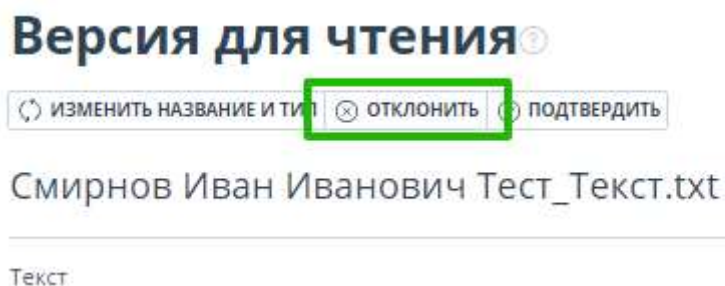 Версия для чтения ?
ИЗМЕНИТЬ НАЗВАНИЕ И ТИП ОТКЛОНИТЬ ПОДТВЕРДИТЬ
Смирнов Иван Иванович Тест_Текст.txt
Текст